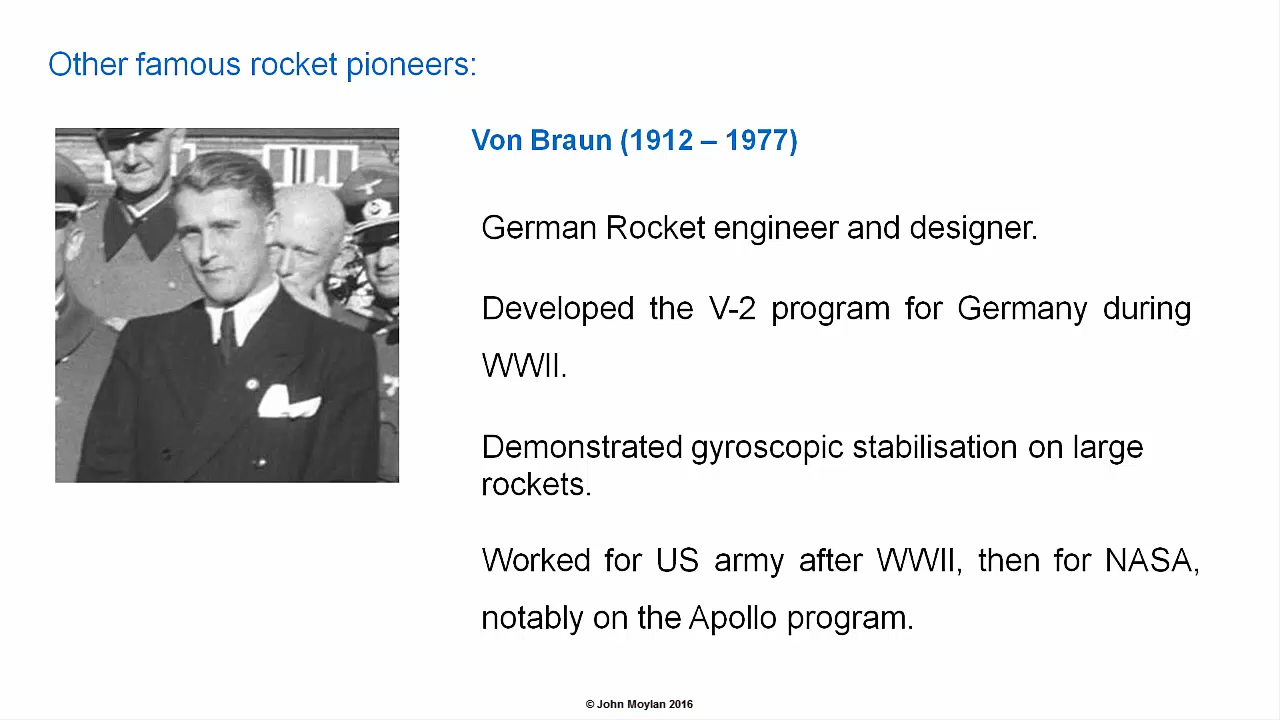 Other famous rocket pioneers:
Von Braun (1912 – 1977)
German Rocket engineer and designer.
Developed the V-2 program for Germany during
WWII.
Demonstrated gyroscopic stabilisation on large
rockets.
Worked for US army after WWII, then for NASA,
notably on the Apollo program.
© John Moylan 2016